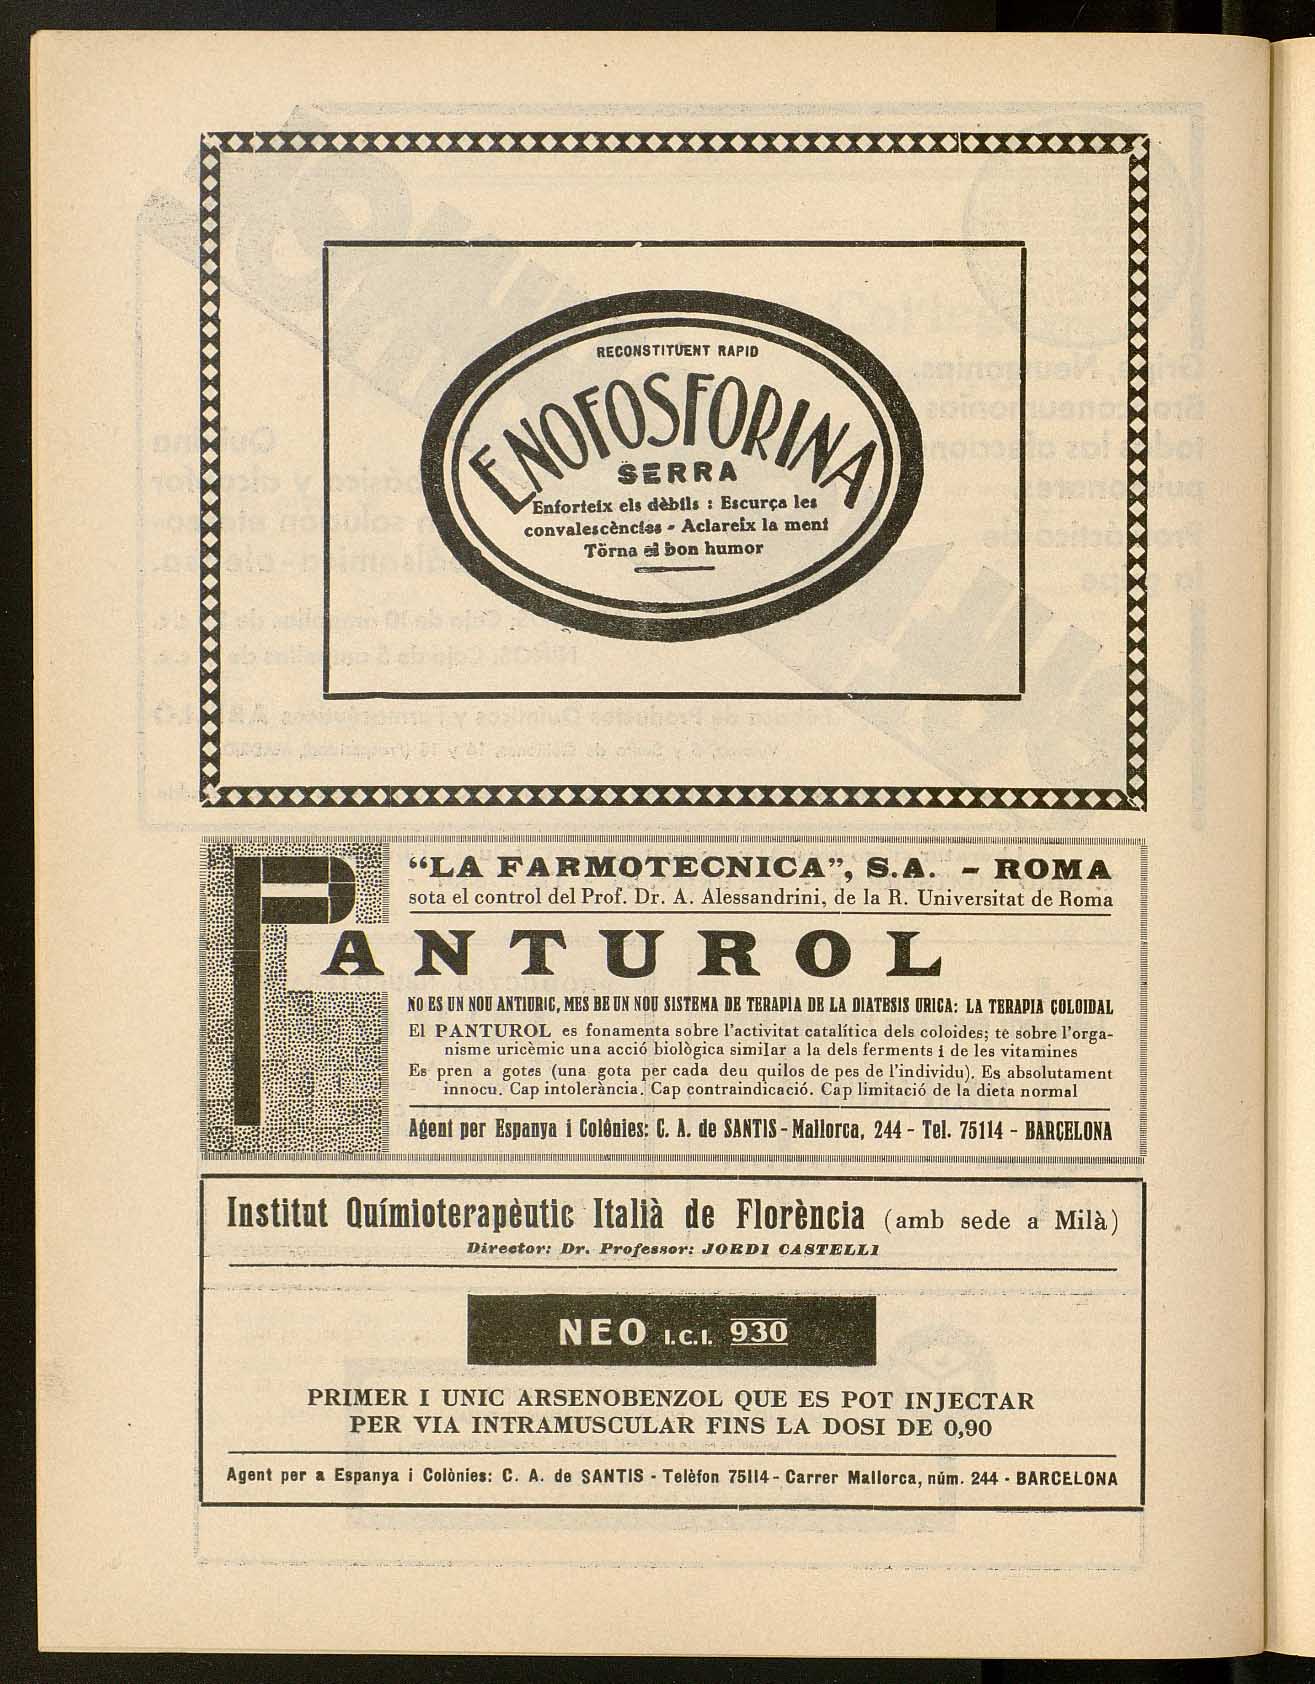 RECONSTITUENT RAPID
ENOFOSFORINA
SERRA
Enforteix els dèbils : Escurça les
convalescències - Aclareix la ment
Torna el bon humor
"LA FARMOTECNICA", S.A. - ROMA
sota el control del Prof. Dr. A. Alessandrini, de la R. Universitat de Roma
PANTUROL
NO ES UN NOU ANTIURIC, MES BE UN NOU SISTEMA DE TERAPIA DE LA DIATESIS URICA: LA TERAPIA COLOIDAL
El PANTUROL es fonamenta sobre l'activitat catalítica dels coloides; te sobre l'orga-
nisme uricèmic una acció biològica similar a la dels ferments i de les vitamines
Es pren a gotes (una gota per cada deu quilos de pes de l'individu). Es absolutament
innocu. Cap intolerància. Cap contraindicació. Cap limitació de la dieta normal
Agent per Espanya i Colònies: C. A. de SANTIS - Mallorca, 244 - Tel. 75114 - BARCELONA
Institut Químioterapèutic Italià de Florència (amb sede a Milà)
Director: Dr. Professor: JORDI CASTELLI
NEO I.C.I. 930
PRIMER I UNIC ARSENOBENZOL QUE ES POT INJECTAR
PER VIA INTRAMUSCULAR FINS LA DOSI DE 0,90
Agent per a Espanya i Colònies: C. A. de SANTIS - Telèfon 75114 - Carrer Mallorca, núm. 244 - BARCELONA